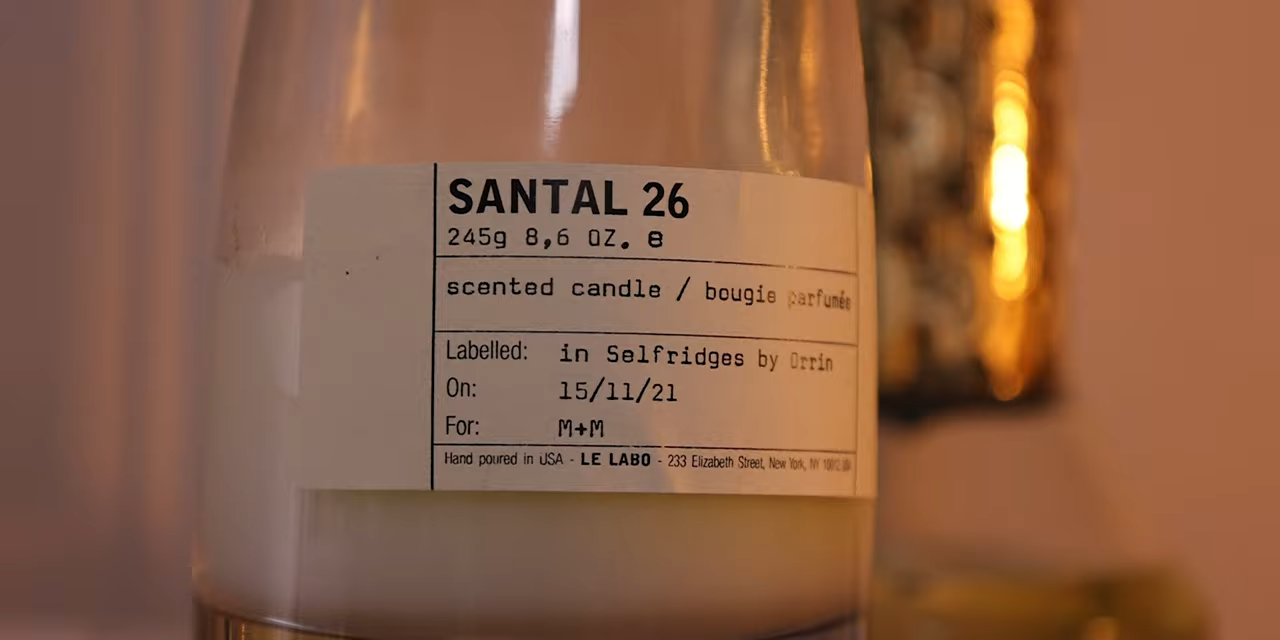 SANTAL 26
245g 8,6 OZ. e
scented candle / bougie parfumée
Labelled: in Selfridges by Orrin
On: 15/11/21
For: M+M
Hand poured in USA - LE LABO - 233 Elizabeth Street, New York, NY